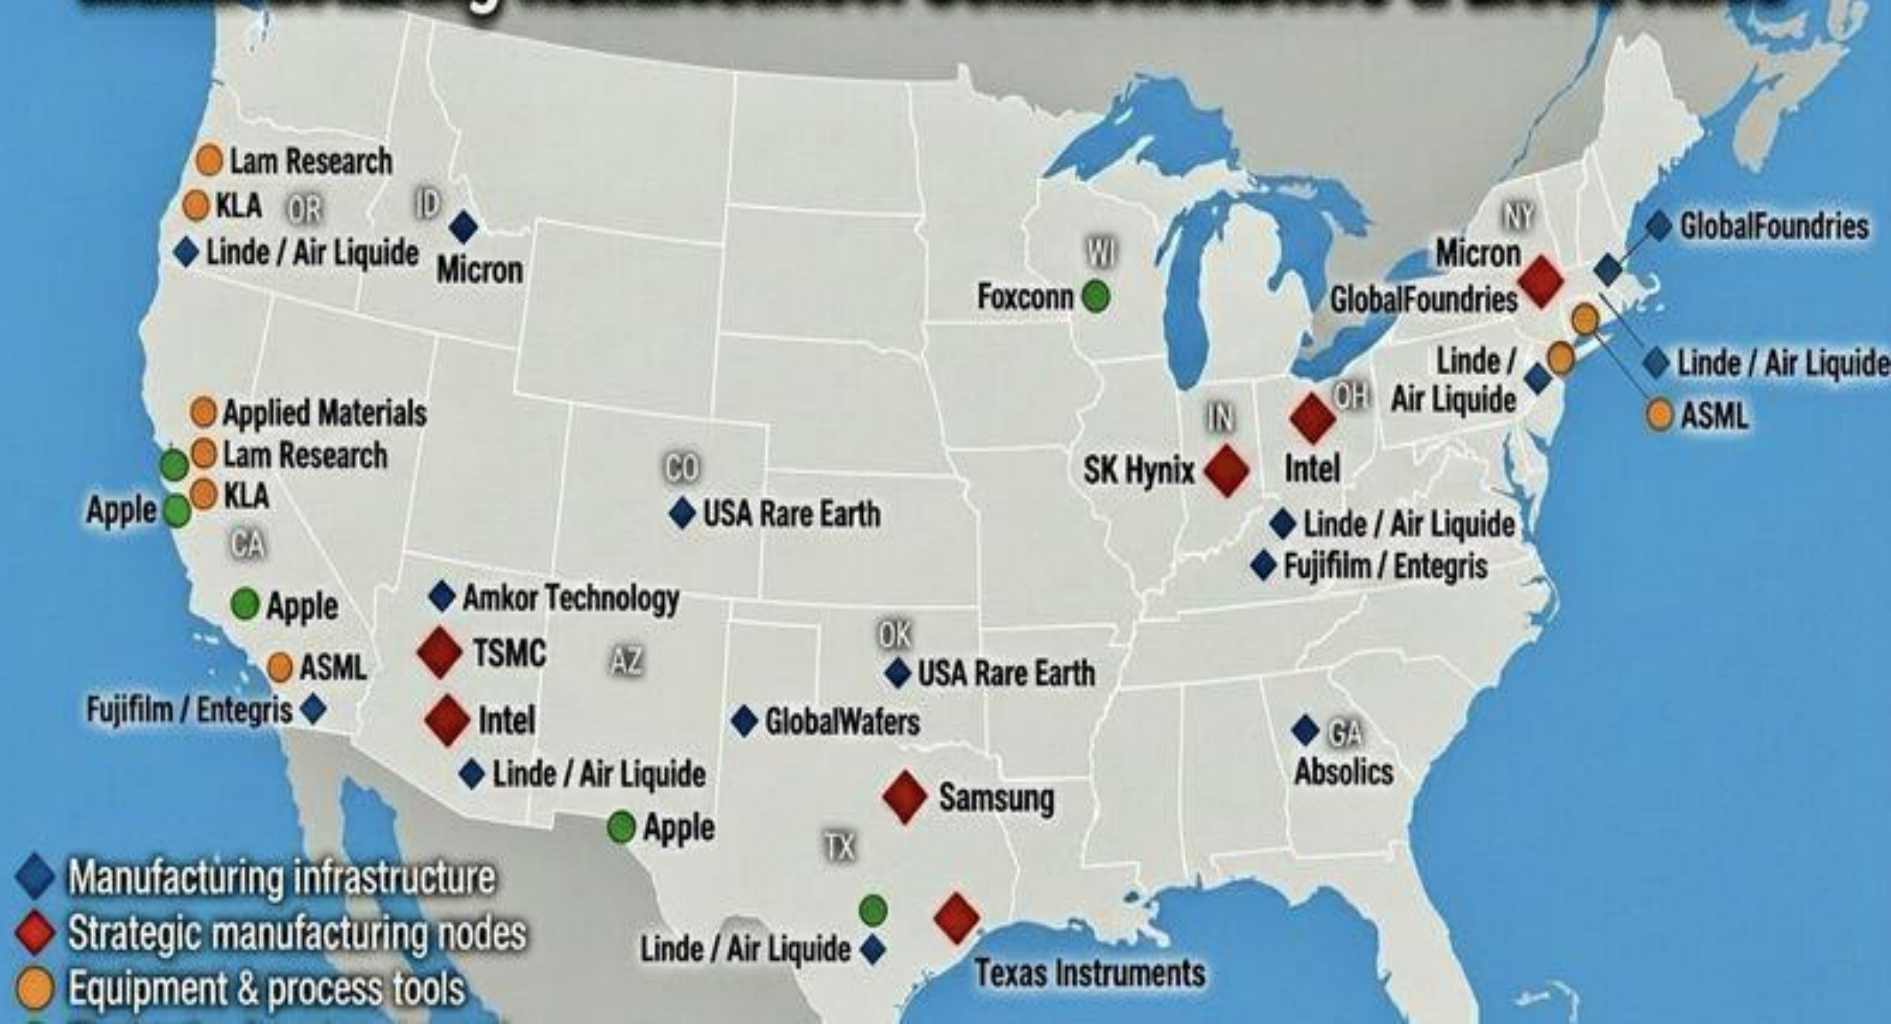 Lam Research
KLA
OR
ID
Linde / Air Liquide
Micron
WI
Foxconn
NY
Micron
GlobalFoundries
GlobalFoundries
Linde /
Air Liquide
Linde / Air Liquide
ASML
Applied Materials
Lam Research
KLA
Apple
CA
Apple
ASML
Fujifilm / Entegris
CO
USA Rare Earth
IN
SK Hynix
OH
Intel
Linde / Air Liquide
Fujifilm / Entegris
Amkor Technology
TSMC
AZ
Intel
Linde / Air Liquide
Apple
OK
USA Rare Earth
GlobalWafers
Samsung
TX
Linde / Air Liquide
Texas Instruments
GA
Absolics
Manufacturing infrastructure
Strategic manufacturing nodes
Equipment & process tools